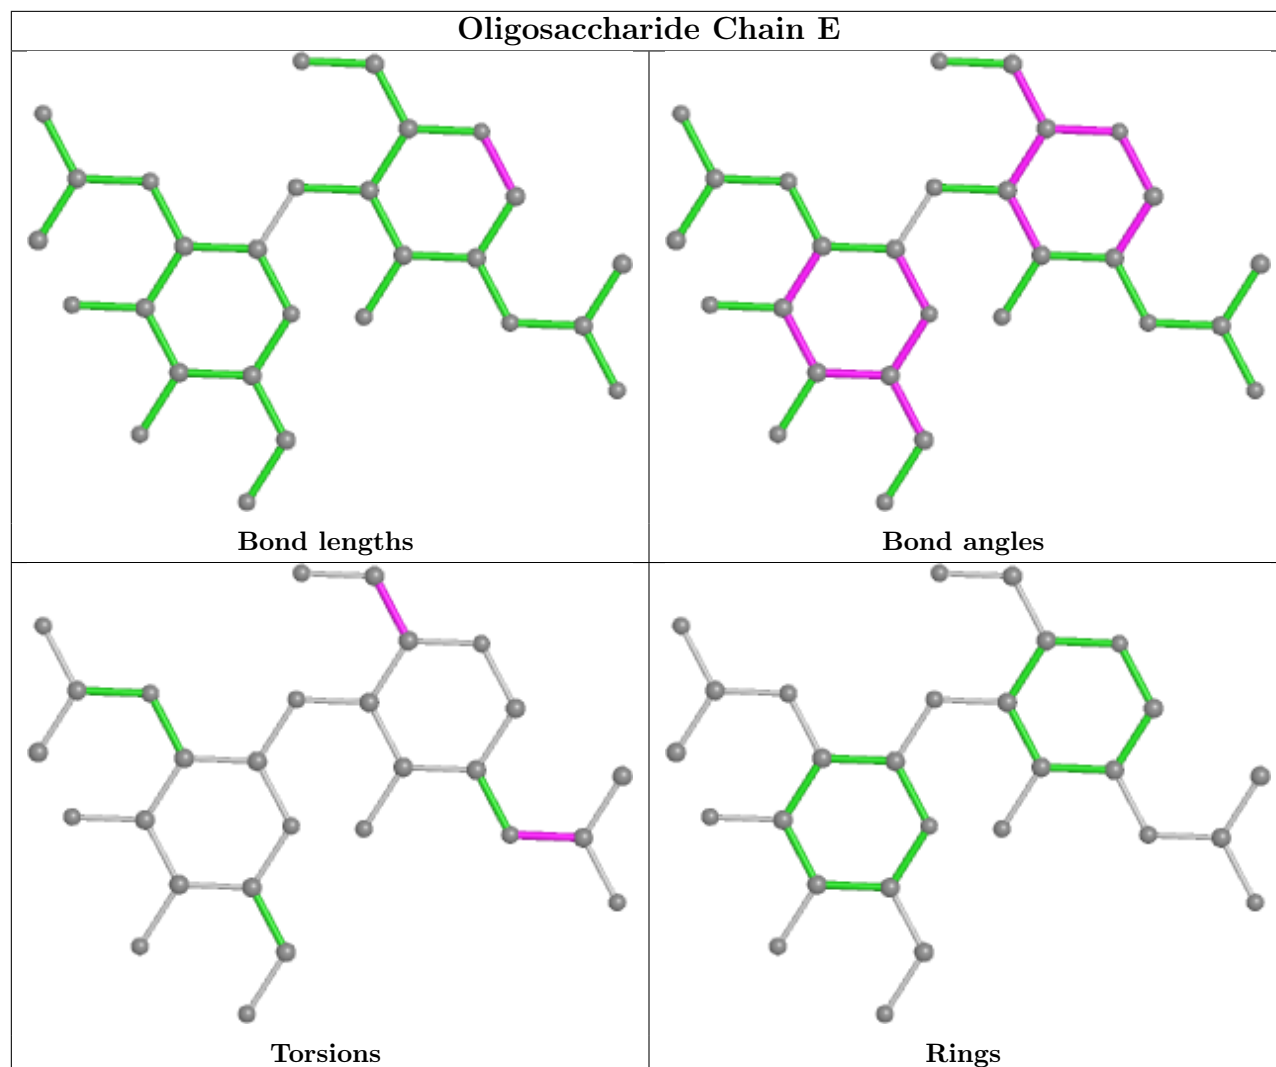 Oligosaccharide Chain E
Bond lengths
Bond angles
Torsions
Rings